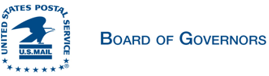 UNITED STATES POSTAL SERVICE
U.S.MAIL
BOARD OF GOVERNORS